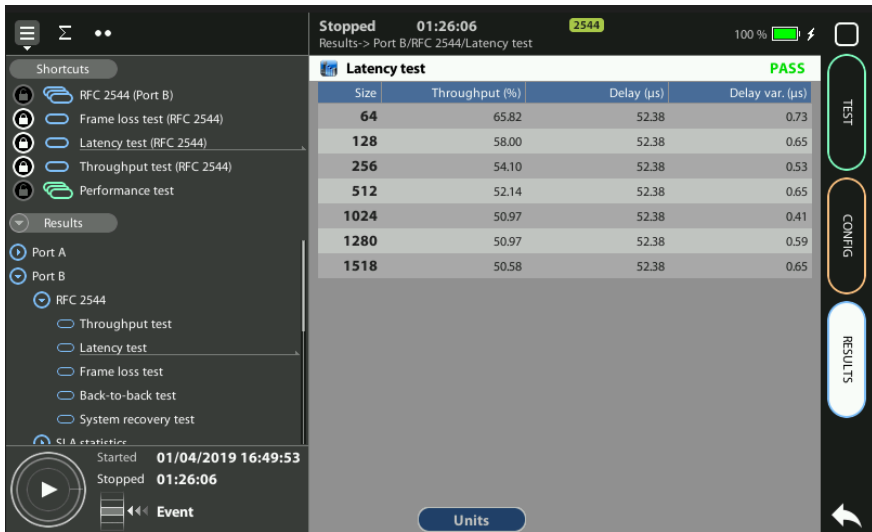 Σ
Stopped 01:26:06 2544 100 %
Results-> Port B/RFC 2544/Latency test
Shortcuts
RFC 2544 (Port B)
Frame loss test (RFC 2544)
Latency test (RFC 2544)
Throughput test (RFC 2544)
Performance test
Results
Port A
Port B
RFC 2544
Throughput test
Latency test
Frame loss test
Back-to-back test
System recovery test
SLA statistics
Started 01/04/2019 16:49:53
Stopped 01:26:06
Event
Latency test PASS
Size Throughput (%) Delay (µs) Delay var. (µs)
64 65.82 52.38 0.73
128 58.00 52.38 0.65
256 54.10 52.38 0.53
512 52.14 52.38 0.65
1024 50.97 52.38 0.41
1280 50.97 52.38 0.59
1518 50.58 52.38 0.65
Units
TEST
CONFIG
RESULTS